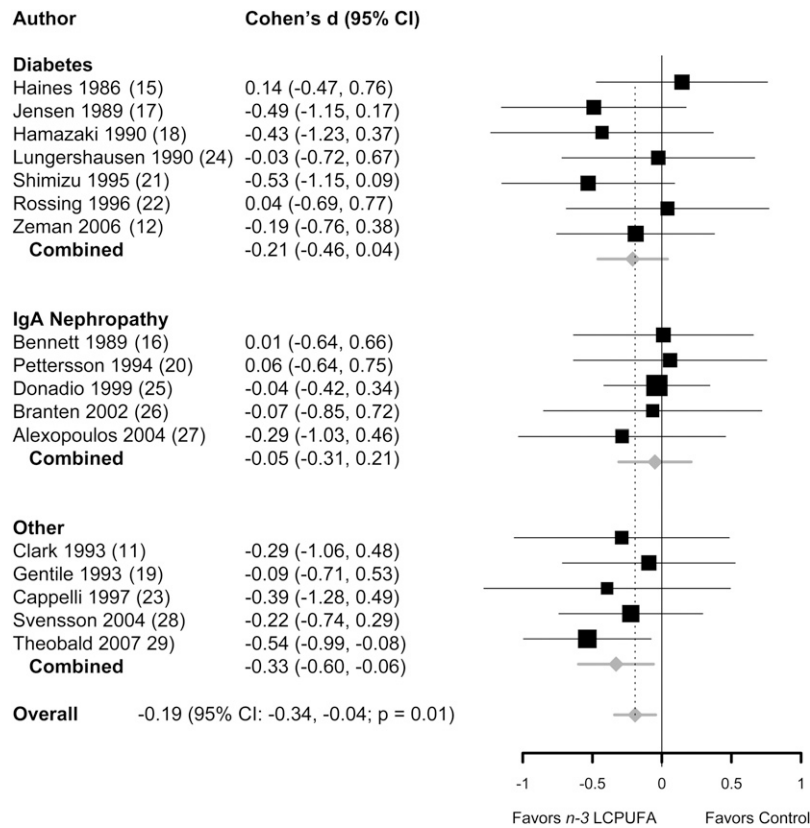 Author Cohen's d (95% CI)
Diabetes
Haines 1986 (15) 0.14 (-0.47, 0.76)
Jensen 1989 (17) -0.49 (-1.15, 0.17)
Hamazaki 1990 (18) -0.43 (-1.23, 0.37)
Lungershausen 1990 (24) -0.03 (-0.72, 0.67)
Shimizu 1995 (21) -0.53 (-1.15, 0.09)
Rossing 1996 (22) 0.04 (-0.69, 0.77)
Zeman 2006 (12) -0.19 (-0.76, 0.38)
Combined -0.21 (-0.46, 0.04)
IgA Nephropathy
Bennett 1989 (16) 0.01 (-0.64, 0.66)
Pettersson 1994 (20) 0.06 (-0.64, 0.75)
Donadio 1999 (25) -0.04 (-0.42, 0.34)
Branten 2002 (26) -0.07 (-0.85, 0.72)
Alexopoulos 2004 (27) -0.29 (-1.03, 0.46)
Combined -0.05 (-0.31, 0.21)
Other
Clark 1993 (11) -0.29 (-1.06, 0.48)
Gentile 1993 (19) -0.09 (-0.71, 0.53)
Cappelli 1997 (23) -0.39 (-1.28, 0.49)
Svensson 2004 (28) -0.22 (-0.74, 0.29)
Theobald 2007 29) -0.54 (-0.99, -0.08)
Combined -0.33 (-0.60, -0.06)
Overall -0.19 (95% CI: -0.34, -0.04; p = 0.01)
-1 -0.5 0 0.5 1
Favors n-3 LCPUFA Favors Control